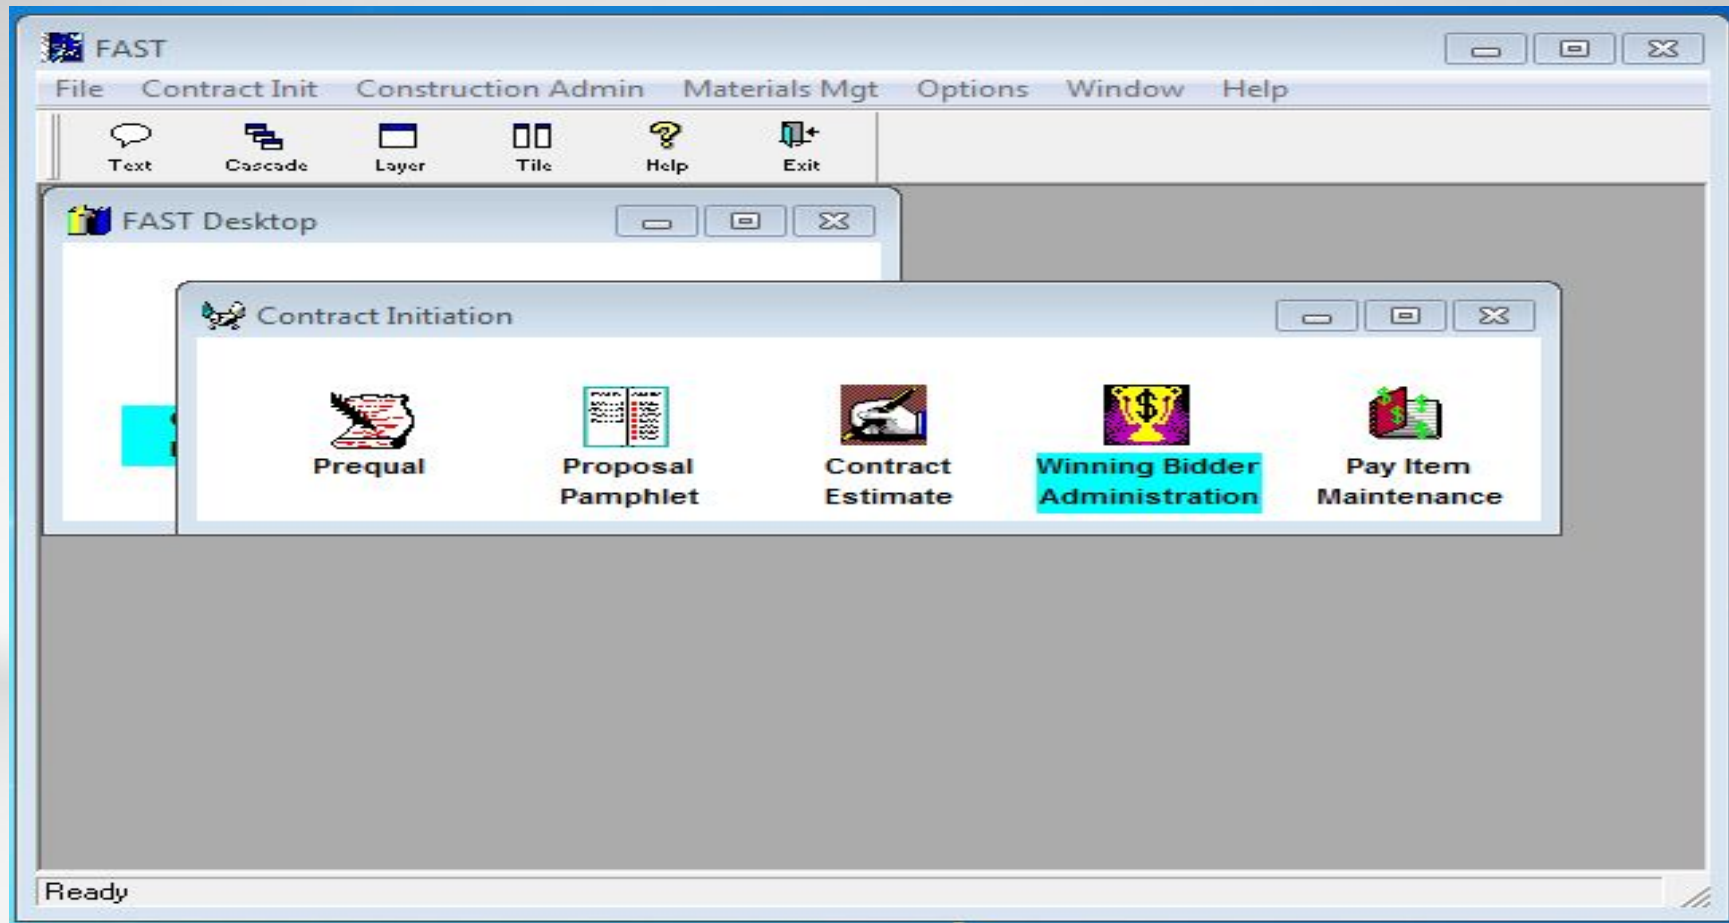 FAST
File Contract Init Construction Admin Materials Mgt Options Window Help
Text Cascade Layer Tile Help Exit
FAST Desktop
Contract Initiation
Prequal
Proposal
Pamphlet
Contract
Estimate
Winning Bidder
Administration
Pay Item
Maintenance
Ready